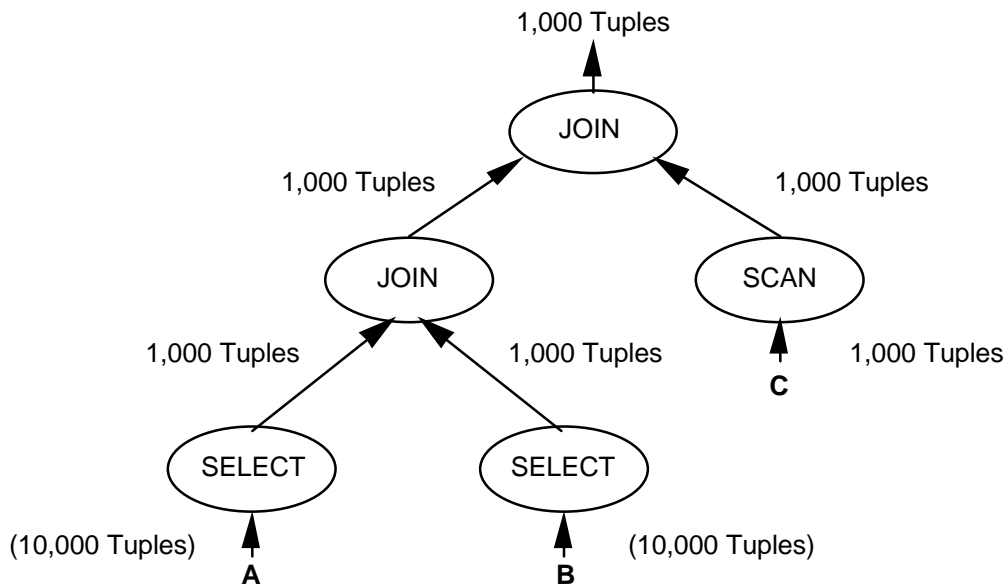 1,000 Tuples
JOIN
1,000 Tuples
1,000 Tuples
JOIN
SCAN
1,000 Tuples
1,000 Tuples
1,000 Tuples
C
SELECT
SELECT
(10,000 Tuples)
(10,000 Tuples)
A
B